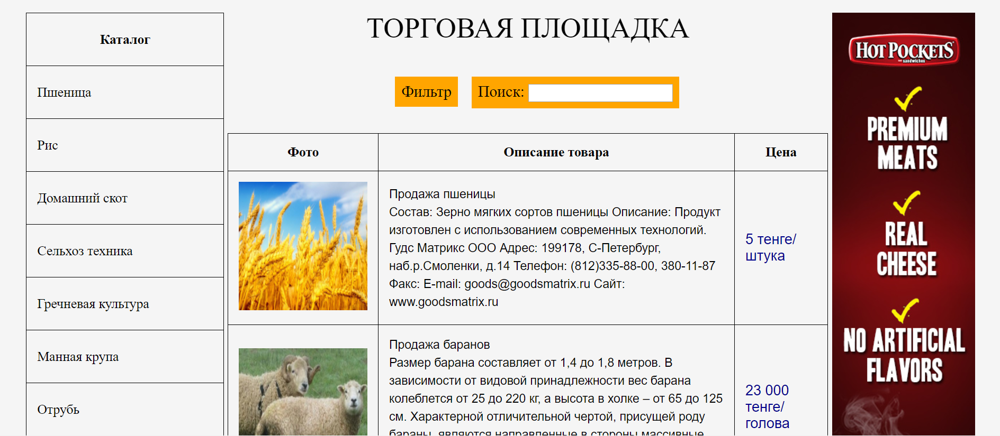 Каталог
Пшеница
Рис
Домашний скот
Сельхоз техника
Гречневая культура
Манная крупа
Отрубь
ТОРГОВАЯ ПЛОЩАДКА
Фильтр
Поиск:
Фото
Описание товара
Цена
Продажа пшеницы
Состав: Зерно мягких сортов пшеницы Описание: Продукт
изготовлен с использованием современных технологий.
Гудс Матрикс ООО Адрес: 199178, С-Петербург,
наб.р.Смоленки, д.14 Телефон: (812)335-88-00, 380-11-87
Факс: E-mail: goods@goodsmatrix.ru Сайт:
www.goodsmatrix.ru
5 тенге/
штука
Продажа баранов
Размер барана составляет от 1,4 до 1,8 метров. В
зависимости от видовой принадлежности вес барана
колеблется от 25 до 220 кг, а высота в холке – от 65 до 125
см. Характерной отличительной чертой, присущей роду
бараны, являются направленные в стороны массивные
23 000
тенге/
голова
HOT POCKETS
sandwiches
PREMIUM
MEATS
REAL
CHEESE
NO ARTIFICIAL
FLAVORS